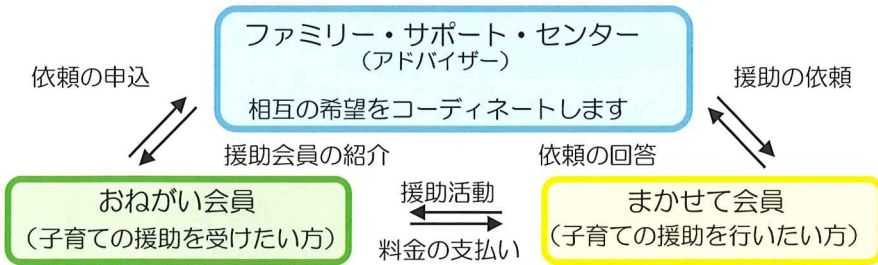 ファミリー・サポート・センター
（アドバイザー）
依頼の申込
援助の依頼
相互の希望をコーディネートします
援助会員の紹介
依頼の回答
おねがい会員
（子育ての援助を受けたい方）
援助活動
料金の支払い
まかせて会員
（子育ての援助を行いたい方）